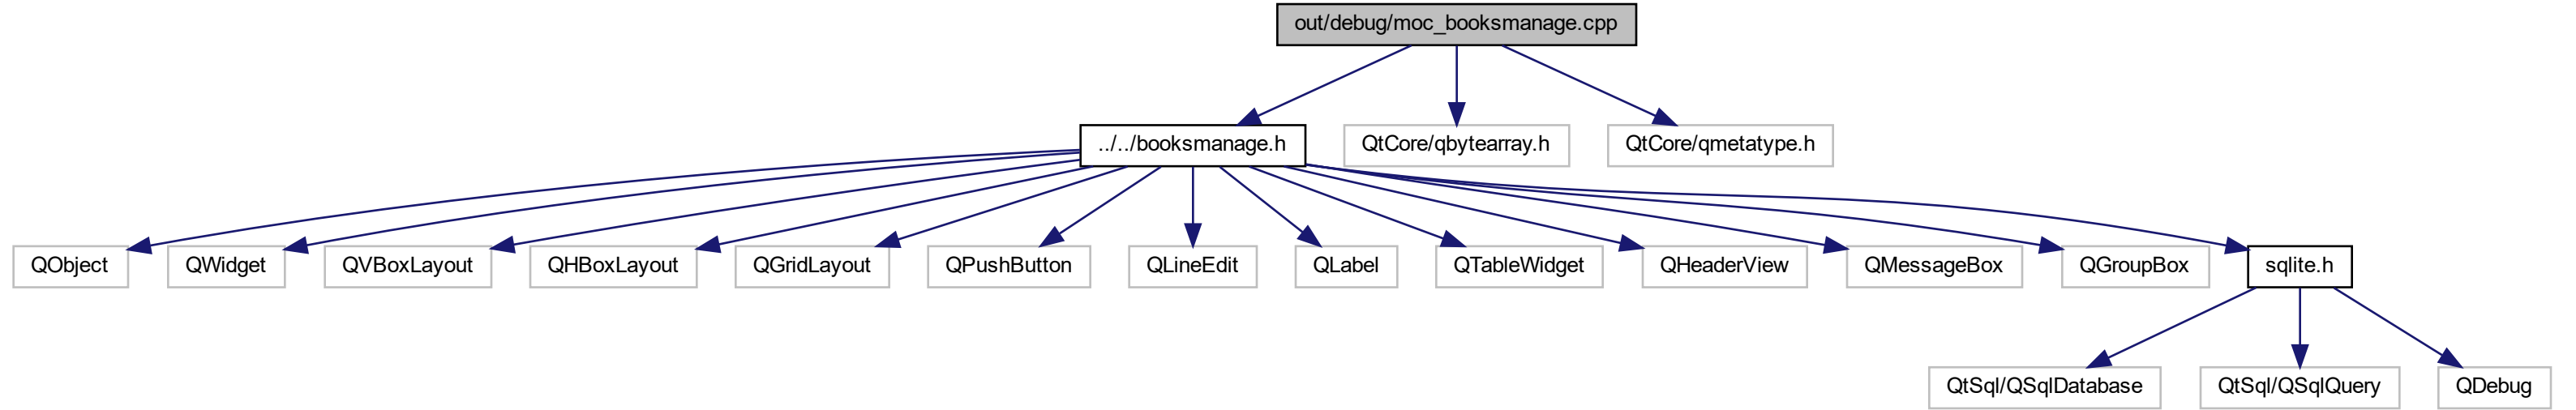 out/debug/moc_booksmanage.cpp
../../booksmanage.h
QtCore/qbytearray.h
QtCore/qmetatype.h
QObject
QWidget
QVBoxLayout
QHBoxLayout
QGridLayout
QPushButton
QLineEdit
QLabel
QTableWidget
QHeaderView
QMessageBox
QGroupBox
sqlite.h
QtSql/QSqlDatabase
QtSql/QSqlQuery
QDebug